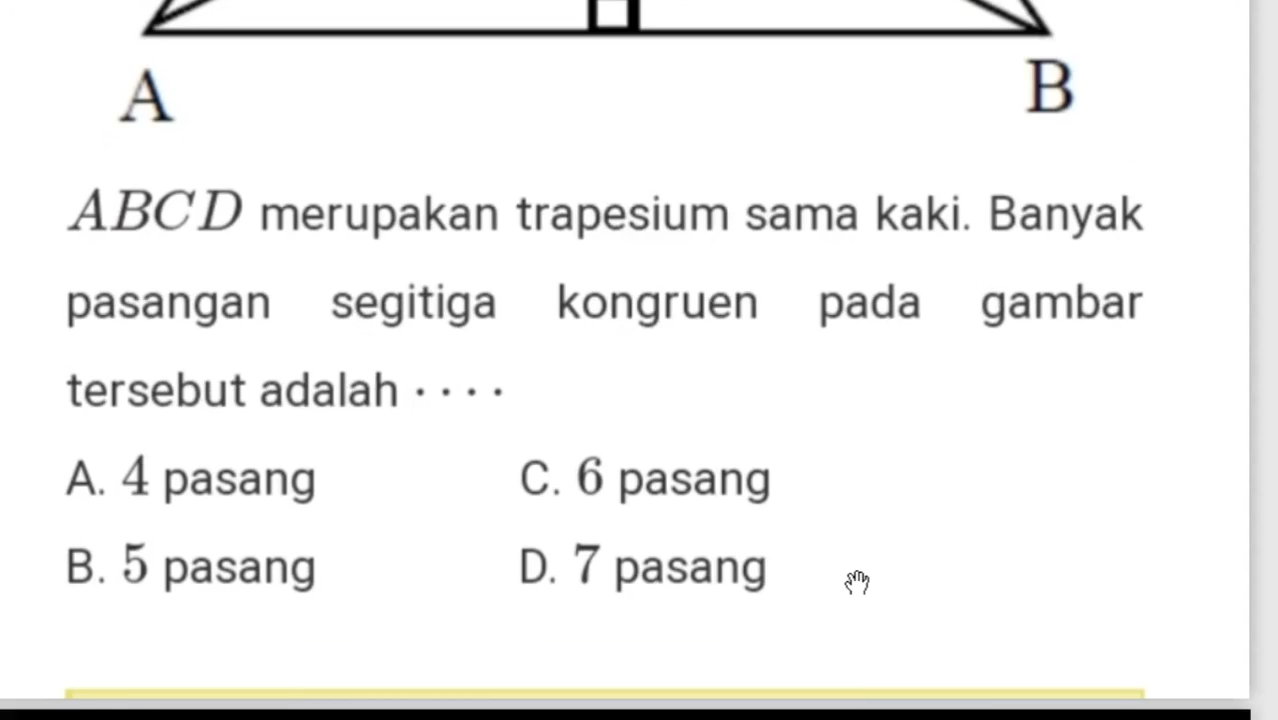 A B
ABCD merupakan trapesium sama kaki. Banyak
pasangan segitiga kongruen pada gambar
tersebut adalah ····
A. 4 pasang C. 6 pasang
B. 5 pasang D. 7 pasang